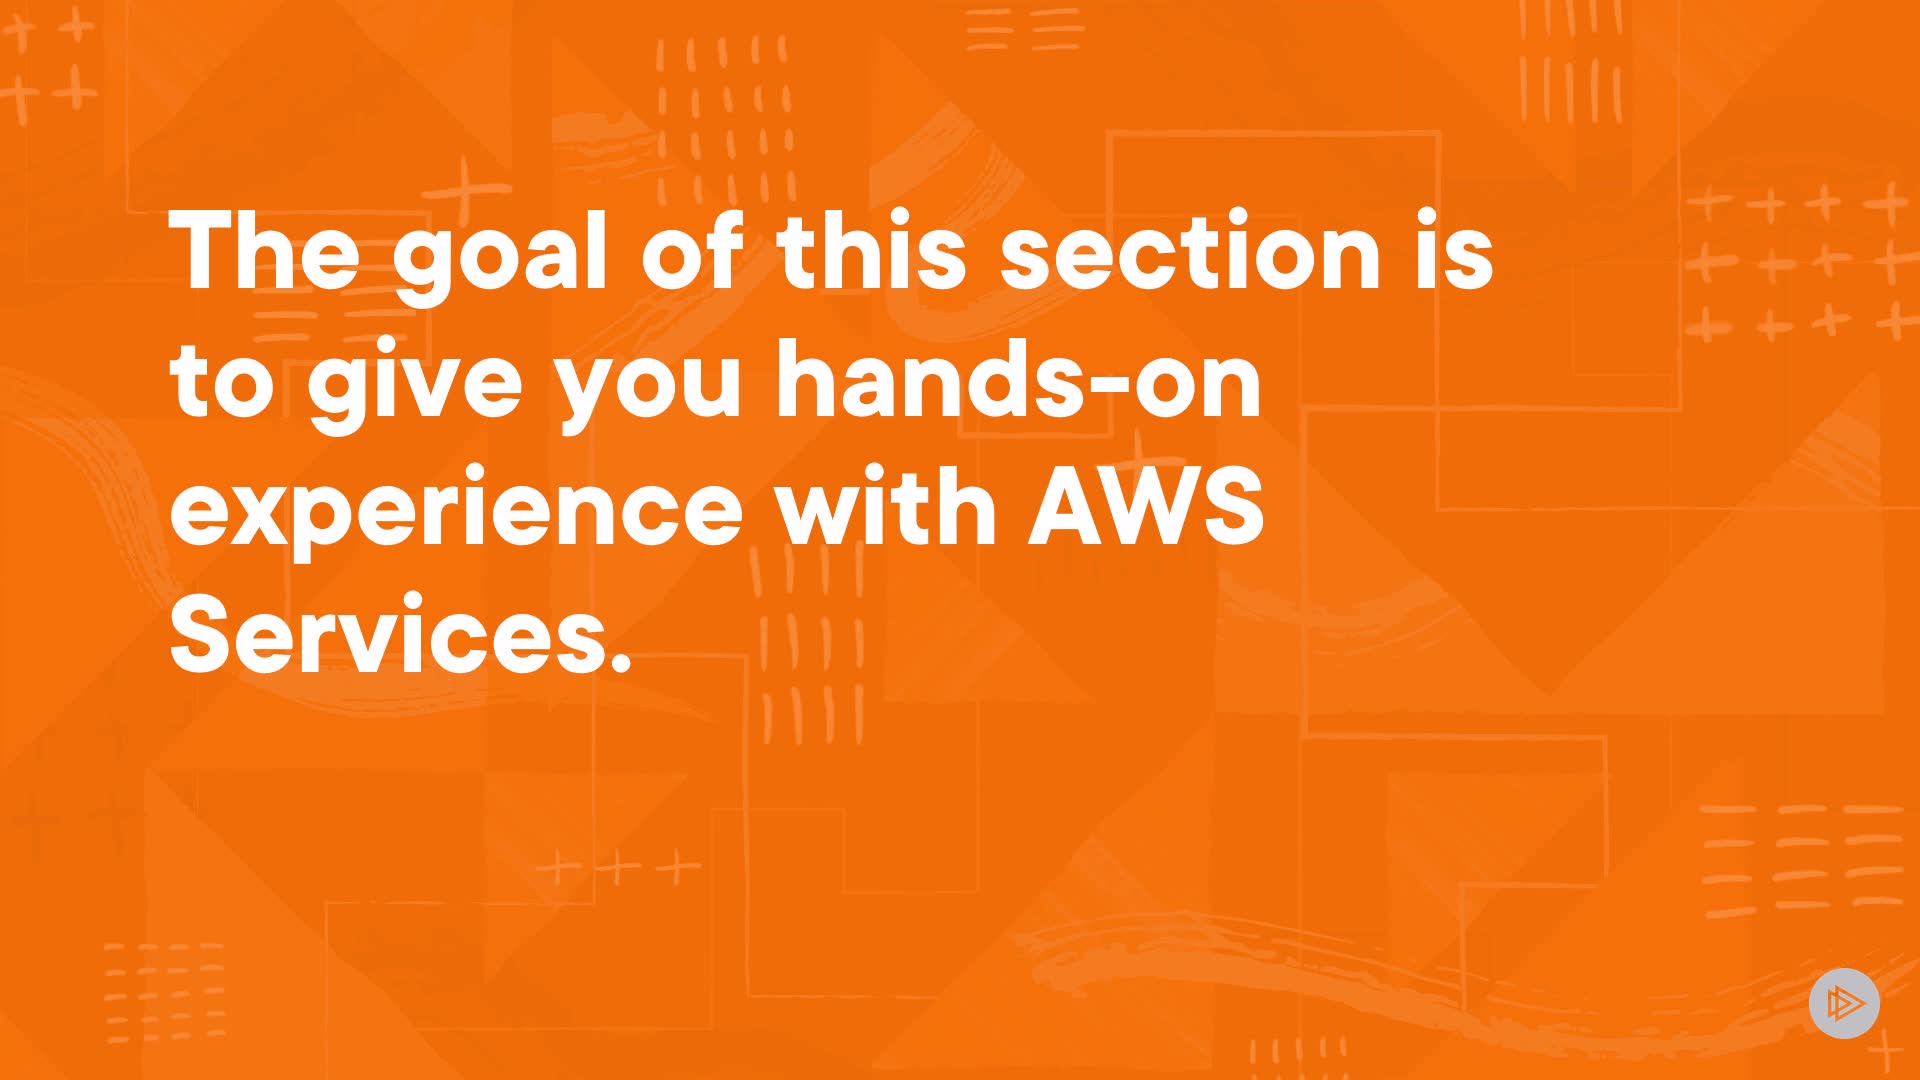 The goal of this section is
to give you hands-on
experience with AWS
Services.